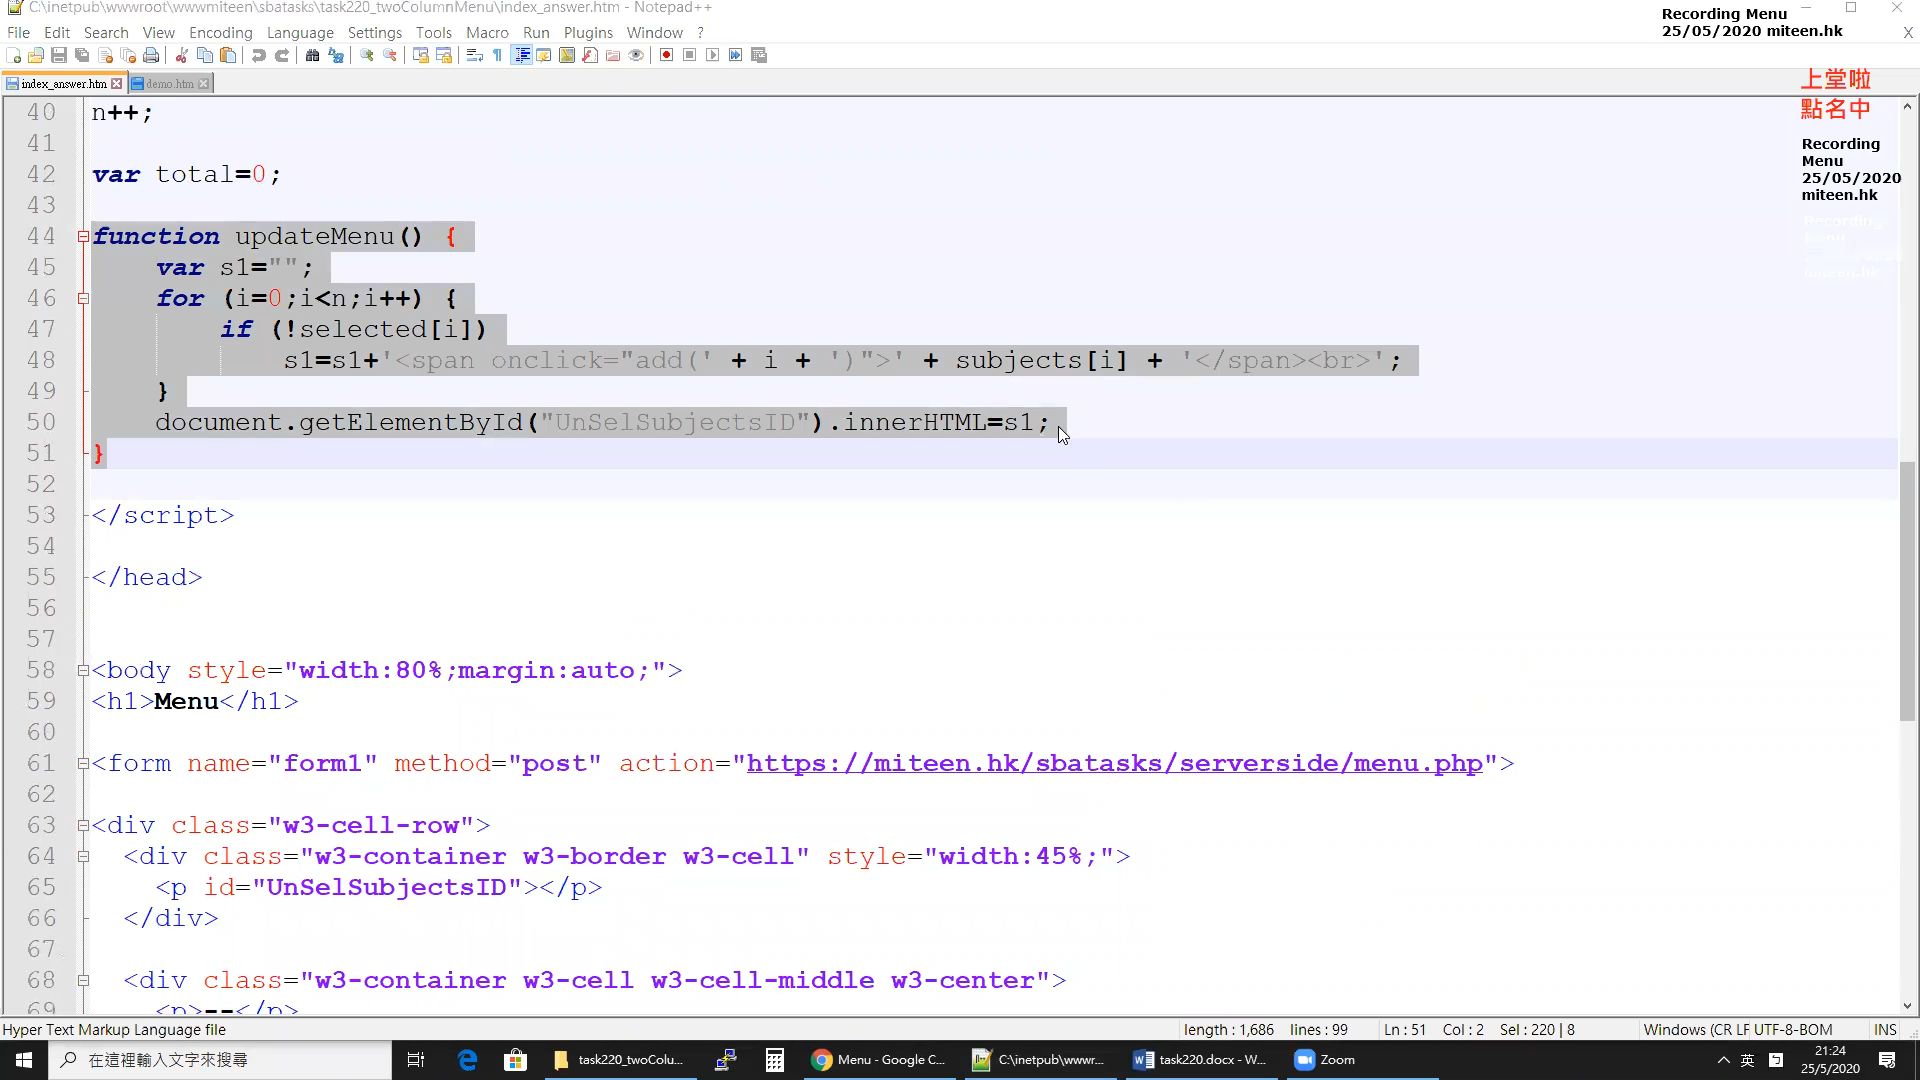 C:\inetpub\wwwroot\wwwmiteen\sbatasks\task220_twoColumnMenu\index_answer.htm - Notepad++
File Edit Search View Encoding Language Settings Tools Macro Run Plugins Window ? X
Recording Menu
25/05/2020 miteen.hk
index_answer.htm demo.htm
上堂啦
點名中
Recording
Menu
25/05/2020
miteen.hk
Recording
Menu
miteen.hk
40 n++;
41
42 var total=0;
43
44 function updateMenu() {
45 var s1="";
46 for (i=0;i<n;i++) {
47 if (!selected[i])
48 s1=s1+'<span onclick="add(' + i + ')">' + subjects[i] + '</span><br>';
49 }
50 document.getElementById("UnSelSubjectsID").innerHTML=s1;
51 }
52
53 </script>
54
55 </head>
56
57
58 <body style="width:80%;margin:auto;">
59 <h1>Menu</h1>
60
61 <form name="form1" method="post" action="https://miteen.hk/sbatasks/serverside/menu.php">
62
63 <div class="w3-cell-row">
64 <div class="w3-container w3-border w3-cell" style="width:45%;">
65 <p id="UnSelSubjectsID"></p>
66 </div>
67
68 <div class="w3-container w3-cell w3-cell-middle w3-center">
69 <p>--</p>
Hyper Text Markup Language file length : 1,686 lines : 99 Ln : 51 Col : 2 Sel : 220 | 8 Windows (CR LF UTF-8-BOM INS
在這裡輸入文字來搜尋 task220_twoColu... Menu - Google C... C:\inetpub\wwwr... task220.docx - W... Zoom 英 21:24
25/5/2020